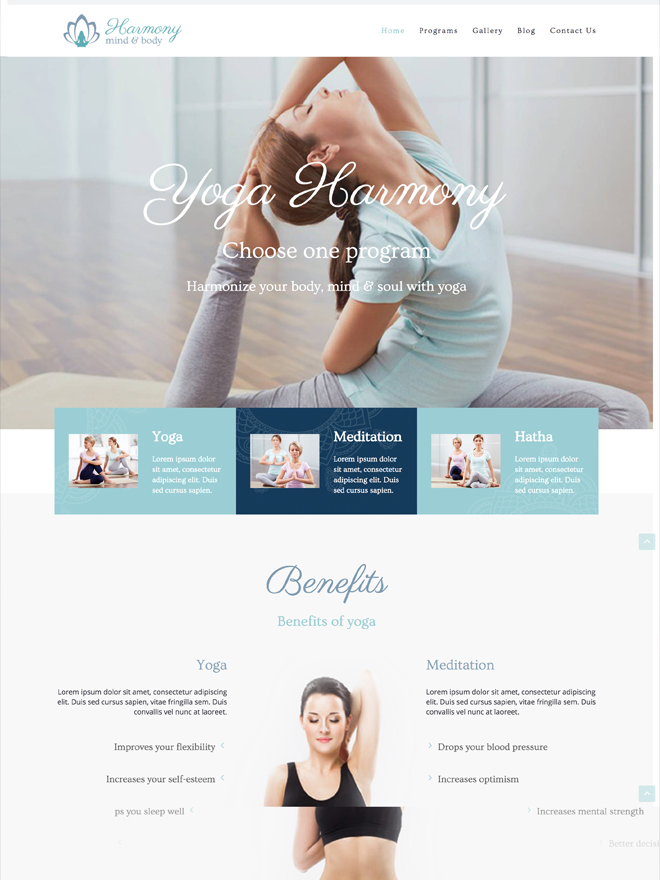 Harmony
mind & body
Home Programs Gallery Blog Contact Us
Yoga Harmony
Choose one program
Harmonize your body, mind & soul with yoga
Yoga
Lorem ipsum dolor
sit amet, consectetur
adipiscing elit. Duis
sed cursus sapien.
Meditation
Lorem ipsum dolor
sit amet, consectetur
adipiscing elit. Duis
sed cursus sapien.
Hatha
Lorem ipsum dolor
sit amet, consectetur
adipiscing elit. Duis
sed cursus sapien.
Benefits
Benefits of yoga
Yoga
Lorem ipsum dolor sit amet, consectetur adipiscing
elit. Duis sed cursus sapien, vitae fringilla sem. Duis
convallis vel nunc at laoreet.
Improves your flexibility
Increases your self-esteem
ps you sleep well
Meditation
Lorem ipsum dolor sit amet, consectetur adipiscing
elit. Duis sed cursus sapien, vitae fringilla sem. Duis
convallis vel nunc at laoreet.
Drops your blood pressure
Increases optimism
Increases mental strength
Better decisi